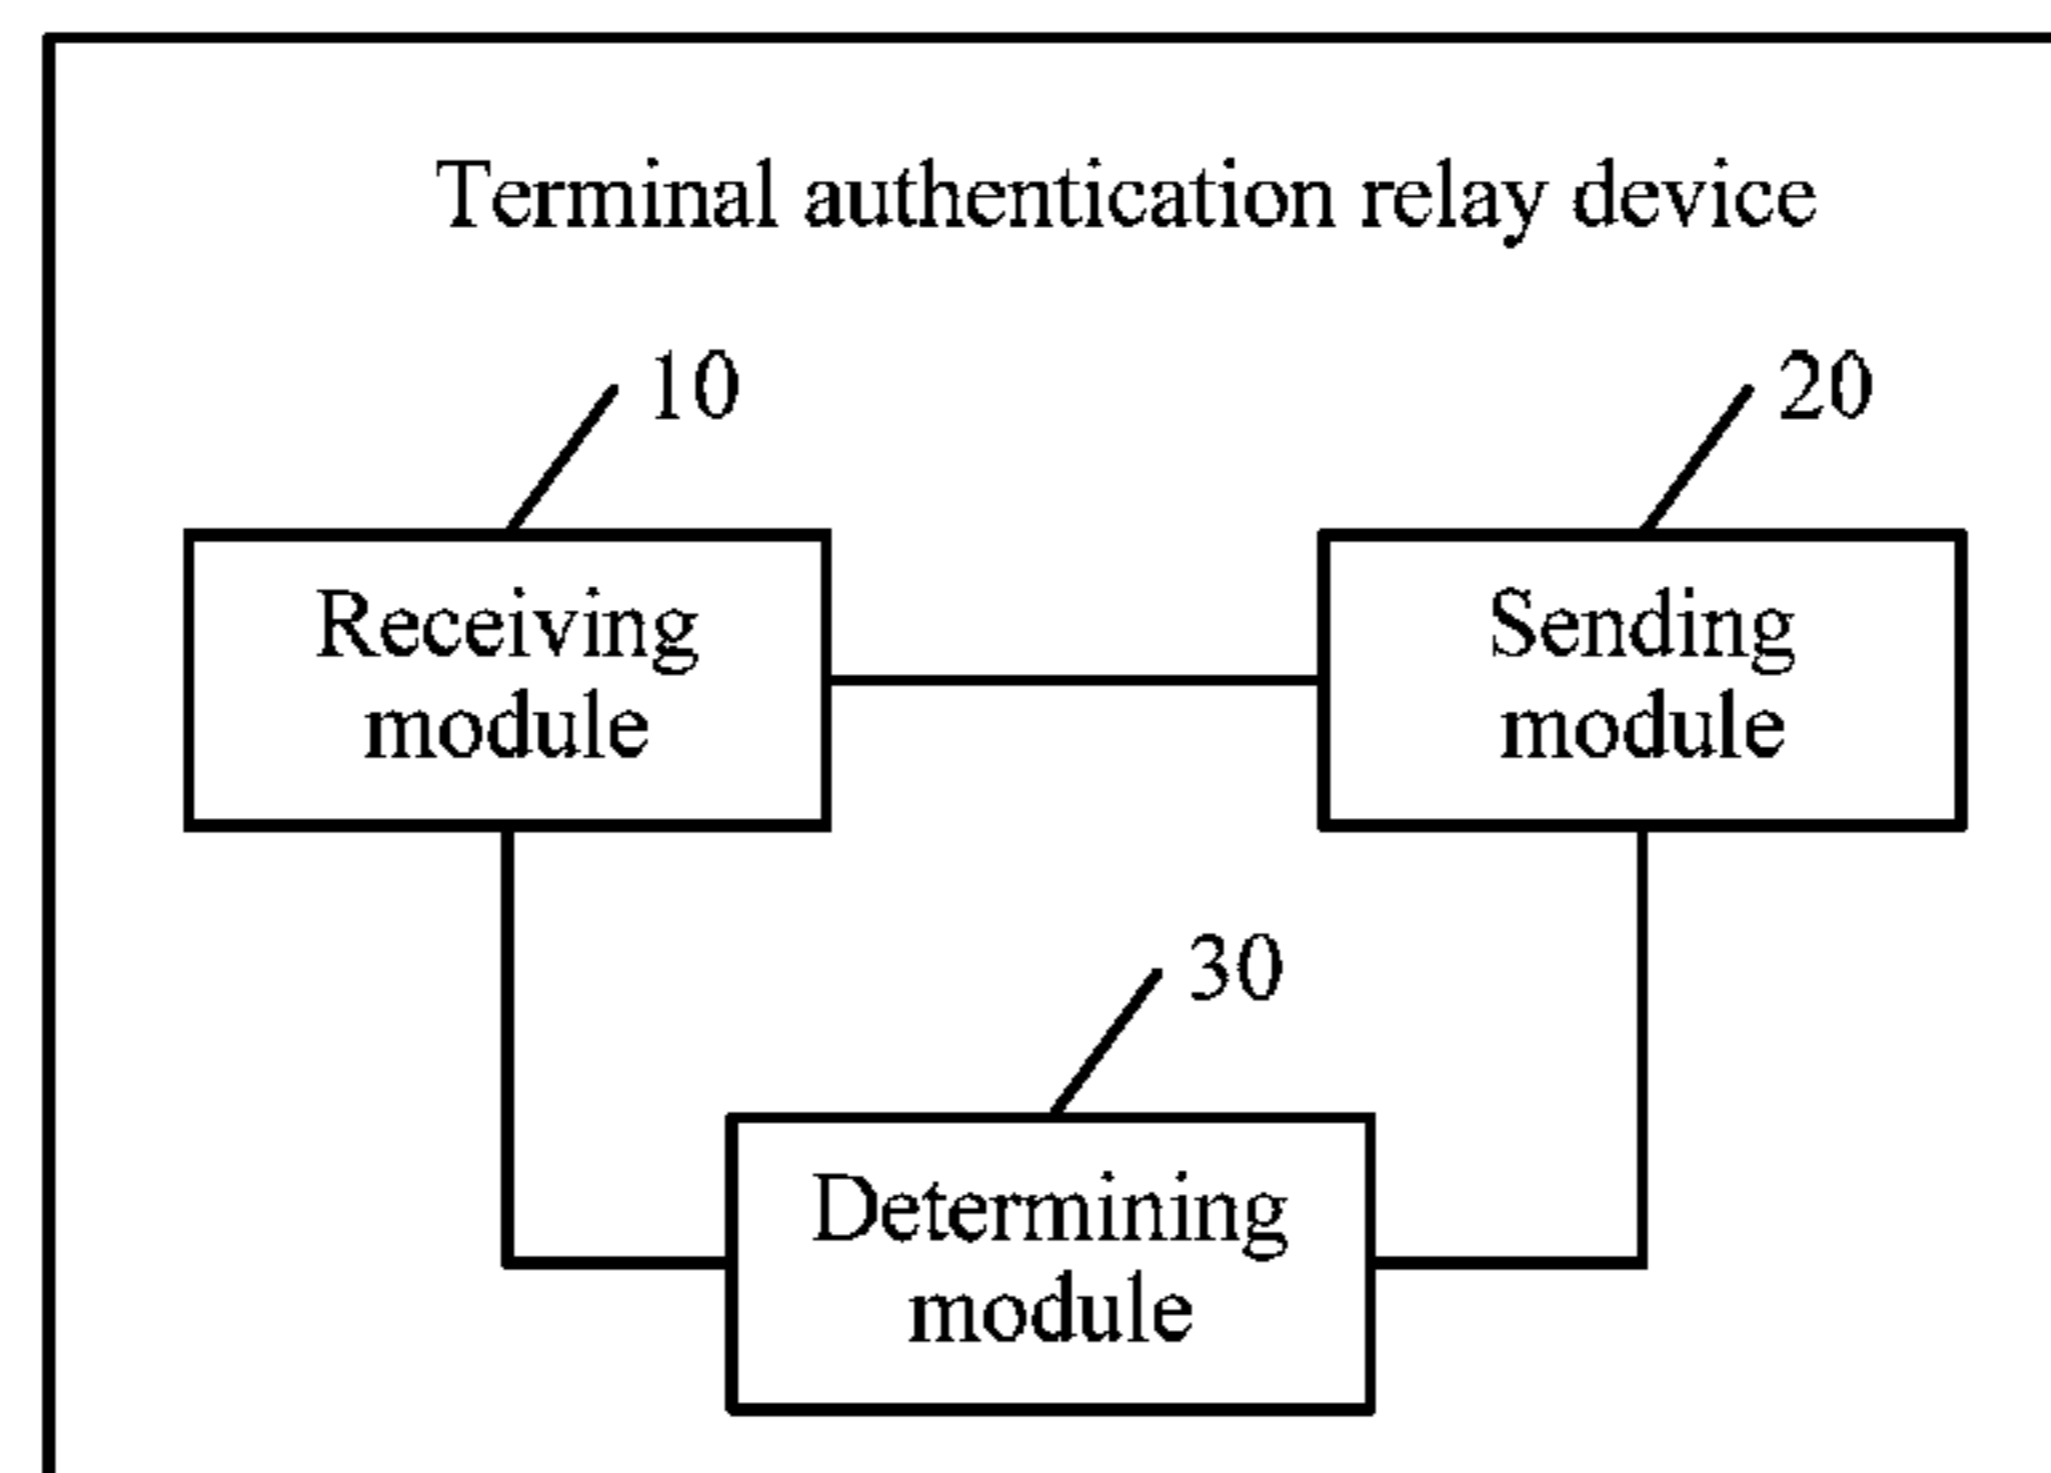 Terminal authentication relay device
10
20
Receiving
module
Sending
module
30
Determining
module